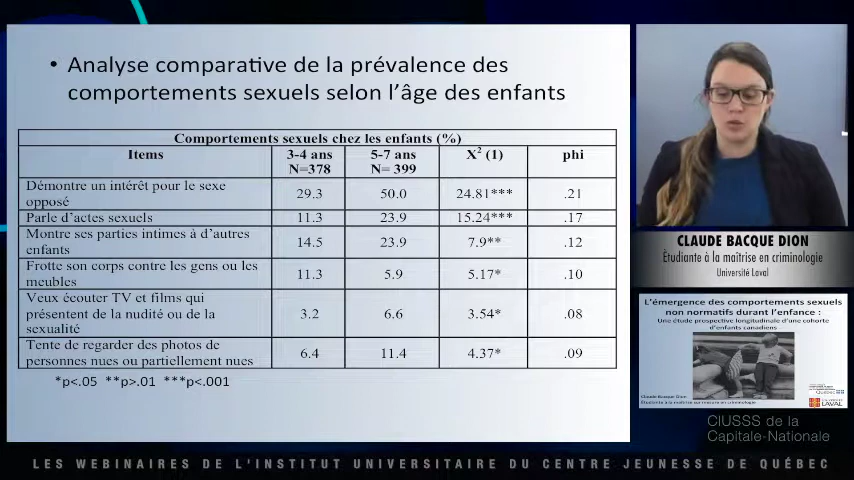 • Analyse comparative de la prévalence des
comportements sexuels selon l'âge des enfants
Comportements sexuels chez les enfants (%)
Items 3-4 ans N=378 5-7 ans N= 399 X² (1) phi
Démontre un intérêt pour le sexe
opposé 29.3 50.0 24.81*** .21
Parle d'actes sexuels 11.3 23.9 15.24*** .17
Montre ses parties intimes à d'autres
enfants 14.5 23.9 7.9** .12
Frotte son corps contre les gens ou les
meubles 11.3 5.9 5.17* .10
Veux écouter TV et films qui
présentent de la nudité ou de la
sexualité 3.2 6.6 3.54* .08
Tente de regarder des photos de
personnes nues ou partiellement nues 6.4 11.4 4.37* .09
*p<.05 **p>.01 ***p<.001
CLAUDE BACQUE DION
Étudiante à la maîtrise en criminologie
Université Laval
L'émergence des comportements sexuels
non normatifs durant l'enfance :
Une étude prospective longitudinale d'une cohorte
d'enfants canadiens
Claude Bacque Dion
Québec
LAVAL
CIUSSS de la
Capitale-Nationale
LES WEBINAIRES DE L'INSTITUT UNIVERSITAIRE DU CENTRE JEUNESSE DE QUÉBEC